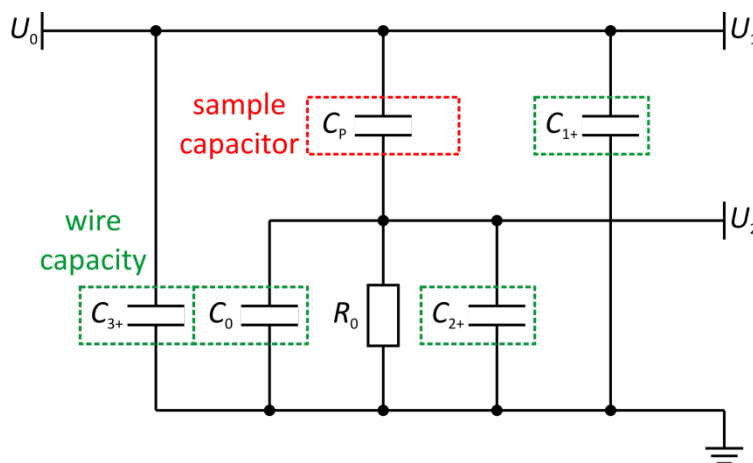 U0
U1
sample
capacitor
CP
C1+
U2
wire
capacity
C3+
C0
R0
C2+